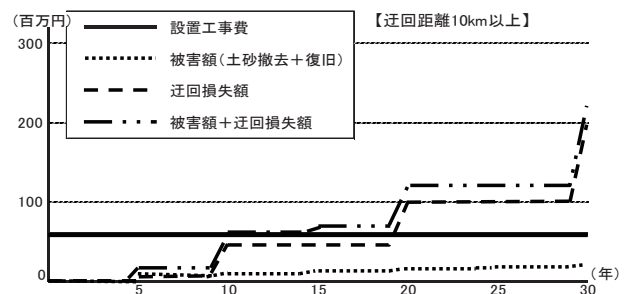 (百万円)
【迂回距離10km以上】
設置工事費
被害額(土砂撤去+復旧)
迂回損失額
被害額+迂回損失額
300
200
100
0
5
10
15
20
25
30
(年)